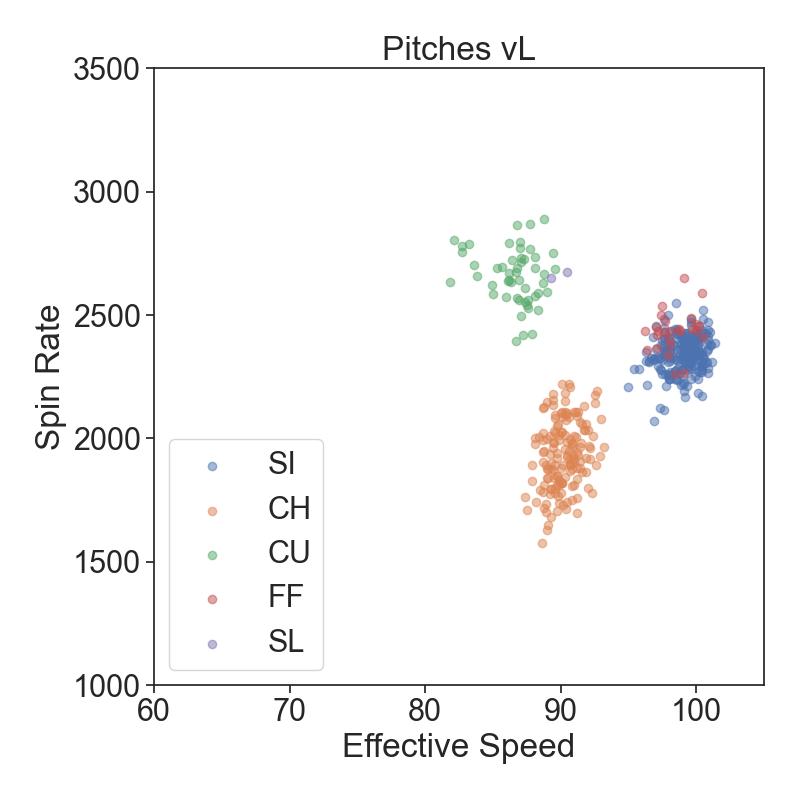 Pitches vL
3500
3000
2500
2000
1500
1000
Spin Rate
SI
CH
CU
FF
SL
60 70 80 90 100
Effective Speed